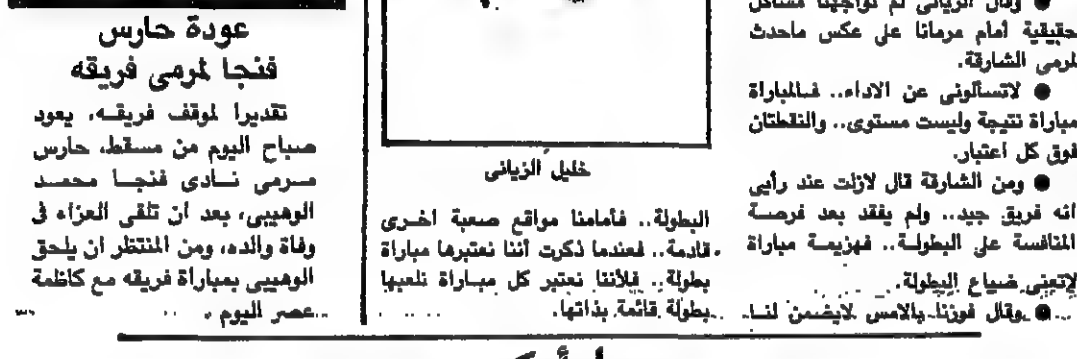 وقال الزياني لم تواجهنا مشاكل
حقيقية أمام مرمانا على عكس ماحدث
لمرمى الشارقة.
● لاتسألونى عن الاداء.. فالمباراة
مباراة نتيجة وليست مستوى.. والنقطتان
فوق كل اعتبار.
● ومن الشارقة قال لازلت عند رأيى
انه فريق جيد.. ولم يفقد بعد فرصة
المنافسة على البطولة.. فهزيمة مباراة
لاتعنى ضياع البطولة.
● وقال فوزنا بالامس لايضمن لنا
خليل الزيانى
البطولة.. فأمامنا مواقع صعبة اخرى
قادمة.. فعندما ذكرت أننا نعتبرها مباراة
بطولة.. فلأننا نعتبر كل مباراة نلعبها
بطولة قائمة بذاتها.
عودة حارس
فنجا لمرمى فريقه
تقديرا لموقف فريقه، يعود
صباح اليوم من مسقط، حارس
مرمى نادى فنجا محمد
الوهيبى، بعد ان تلقى العزاء فى
وفاة والده، ومن المنتظر ان يلحق
الوهيبى بمباراة فريقه مع كاظمة
عصر اليوم.